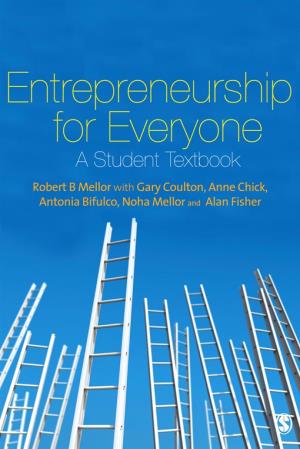 Entrepreneurship
for Everyone
A Student Textbook
Robert B Mellor with Gary Coulton, Anne Chick,
Antonia Bifulco, Noha Mellor and Alan Fisher